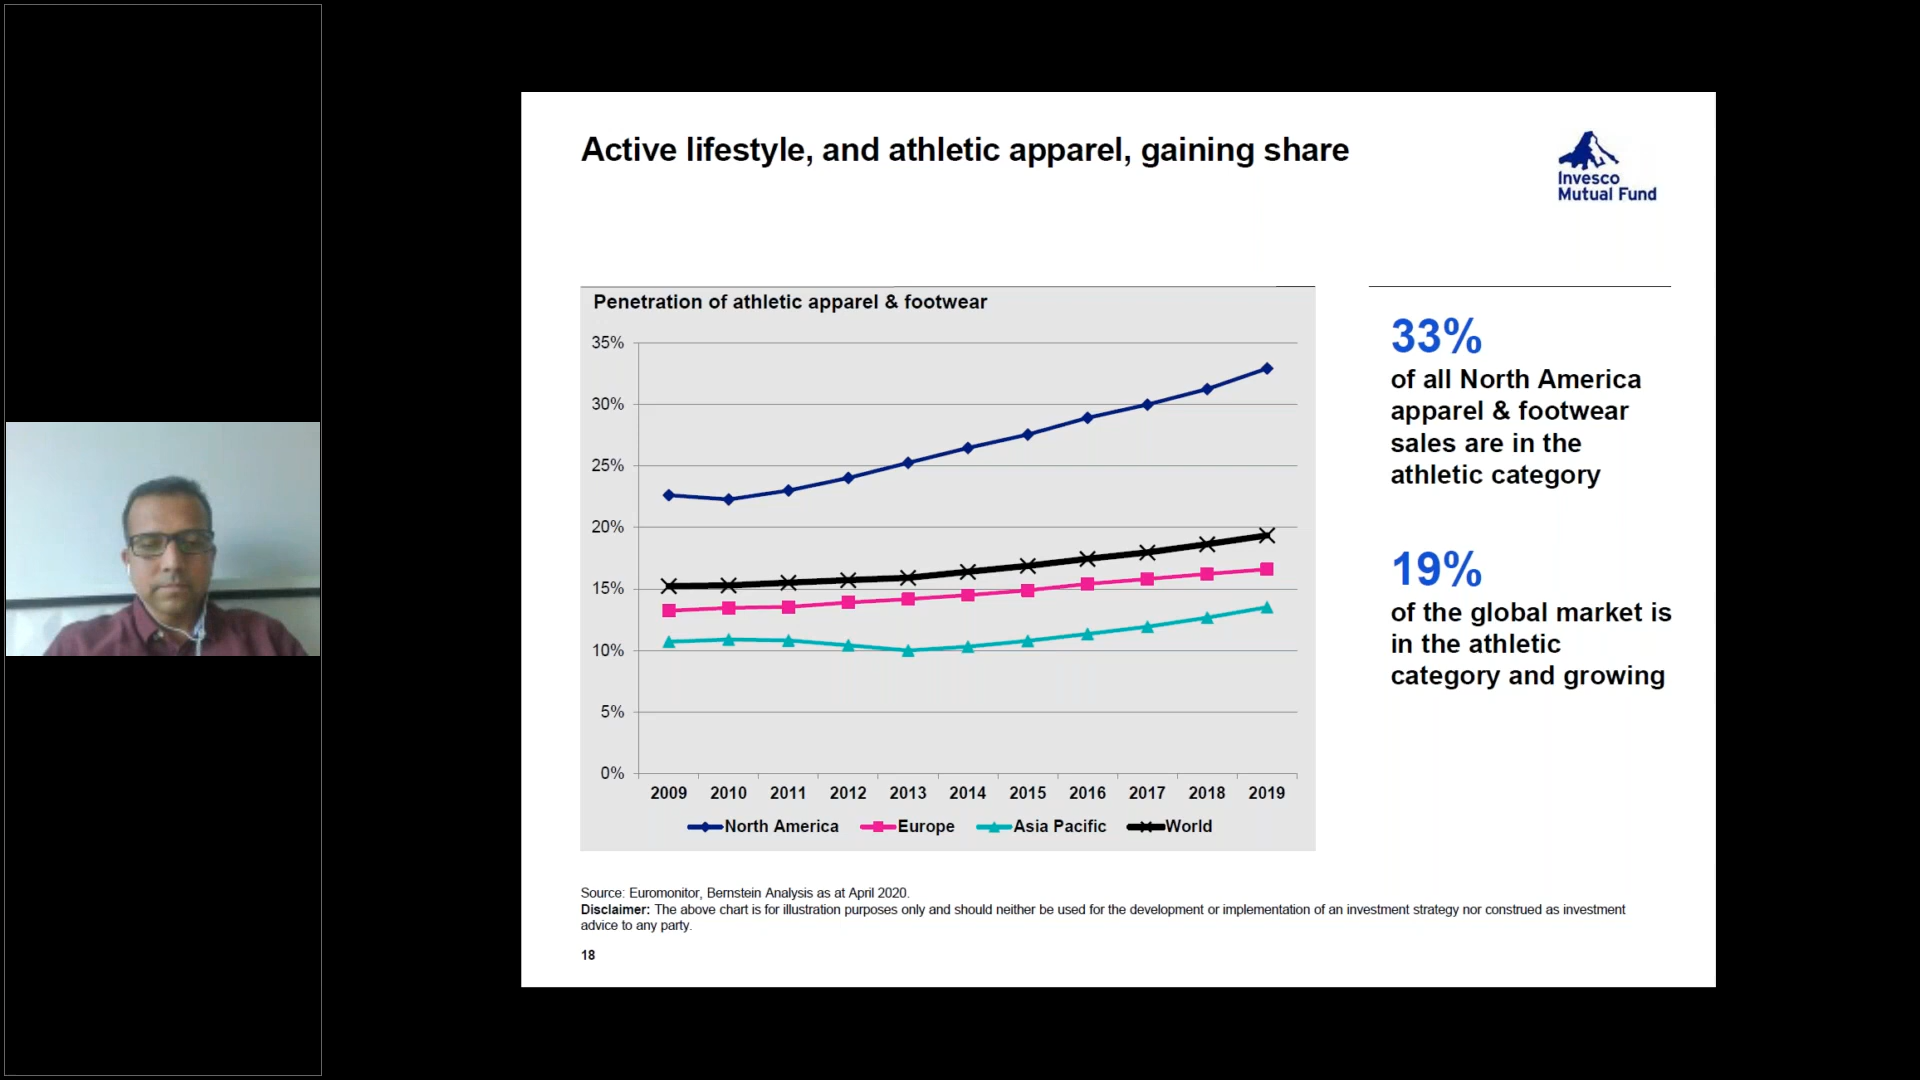 Active lifestyle, and athletic apparel, gaining share
Invesco
Mutual Fund
Penetration of athletic apparel & footwear
35%
30%
25%
20%
15%
10%
5%
0%
2009 2010 2011 2012 2013 2014 2015 2016 2017 2018 2019
North America Europe Asia Pacific World
33%
of all North America
apparel & footwear
sales are in the
athletic category
19%
of the global market is
in the athletic
category and growing
Source: Euromonitor, Bernstein Analysis as at April 2020.
Disclaimer: The above chart is for illustration purposes only and should neither be used for the development or implementation of an investment strategy nor construed as investment
advice to any party.
18